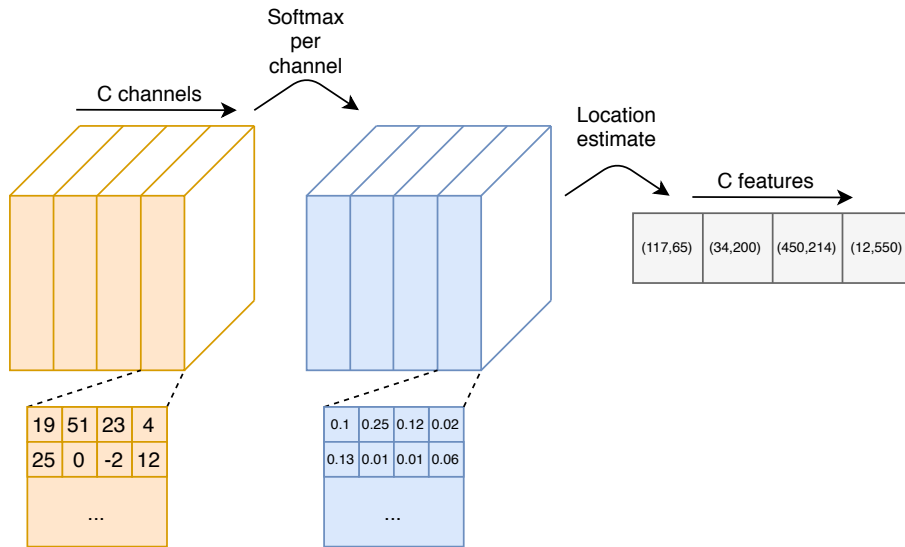 Softmax
per
channel
C channels
Location
estimate
C features
(117,65) (34,200) (450,214) (12,550)
19 51 23 4
25 0 -2 12
...
0.1 0.25 0.12 0.02
0.13 0.01 0.01 0.06
...